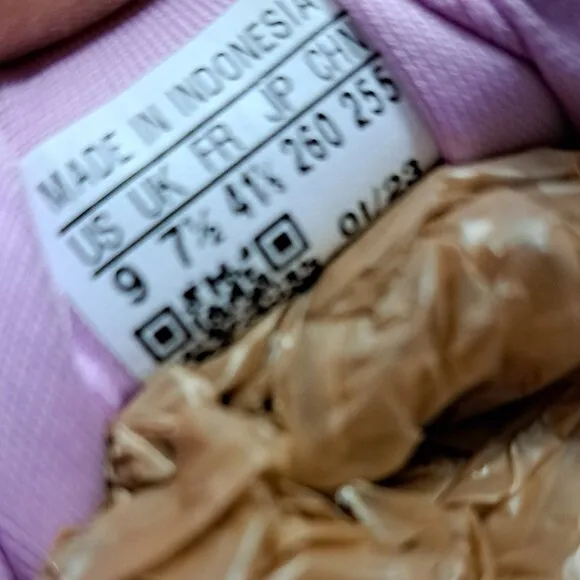 MADE IN INDONESIA
US UK FR JP CHN
9 7½ 41⅓ 260 255
01/23